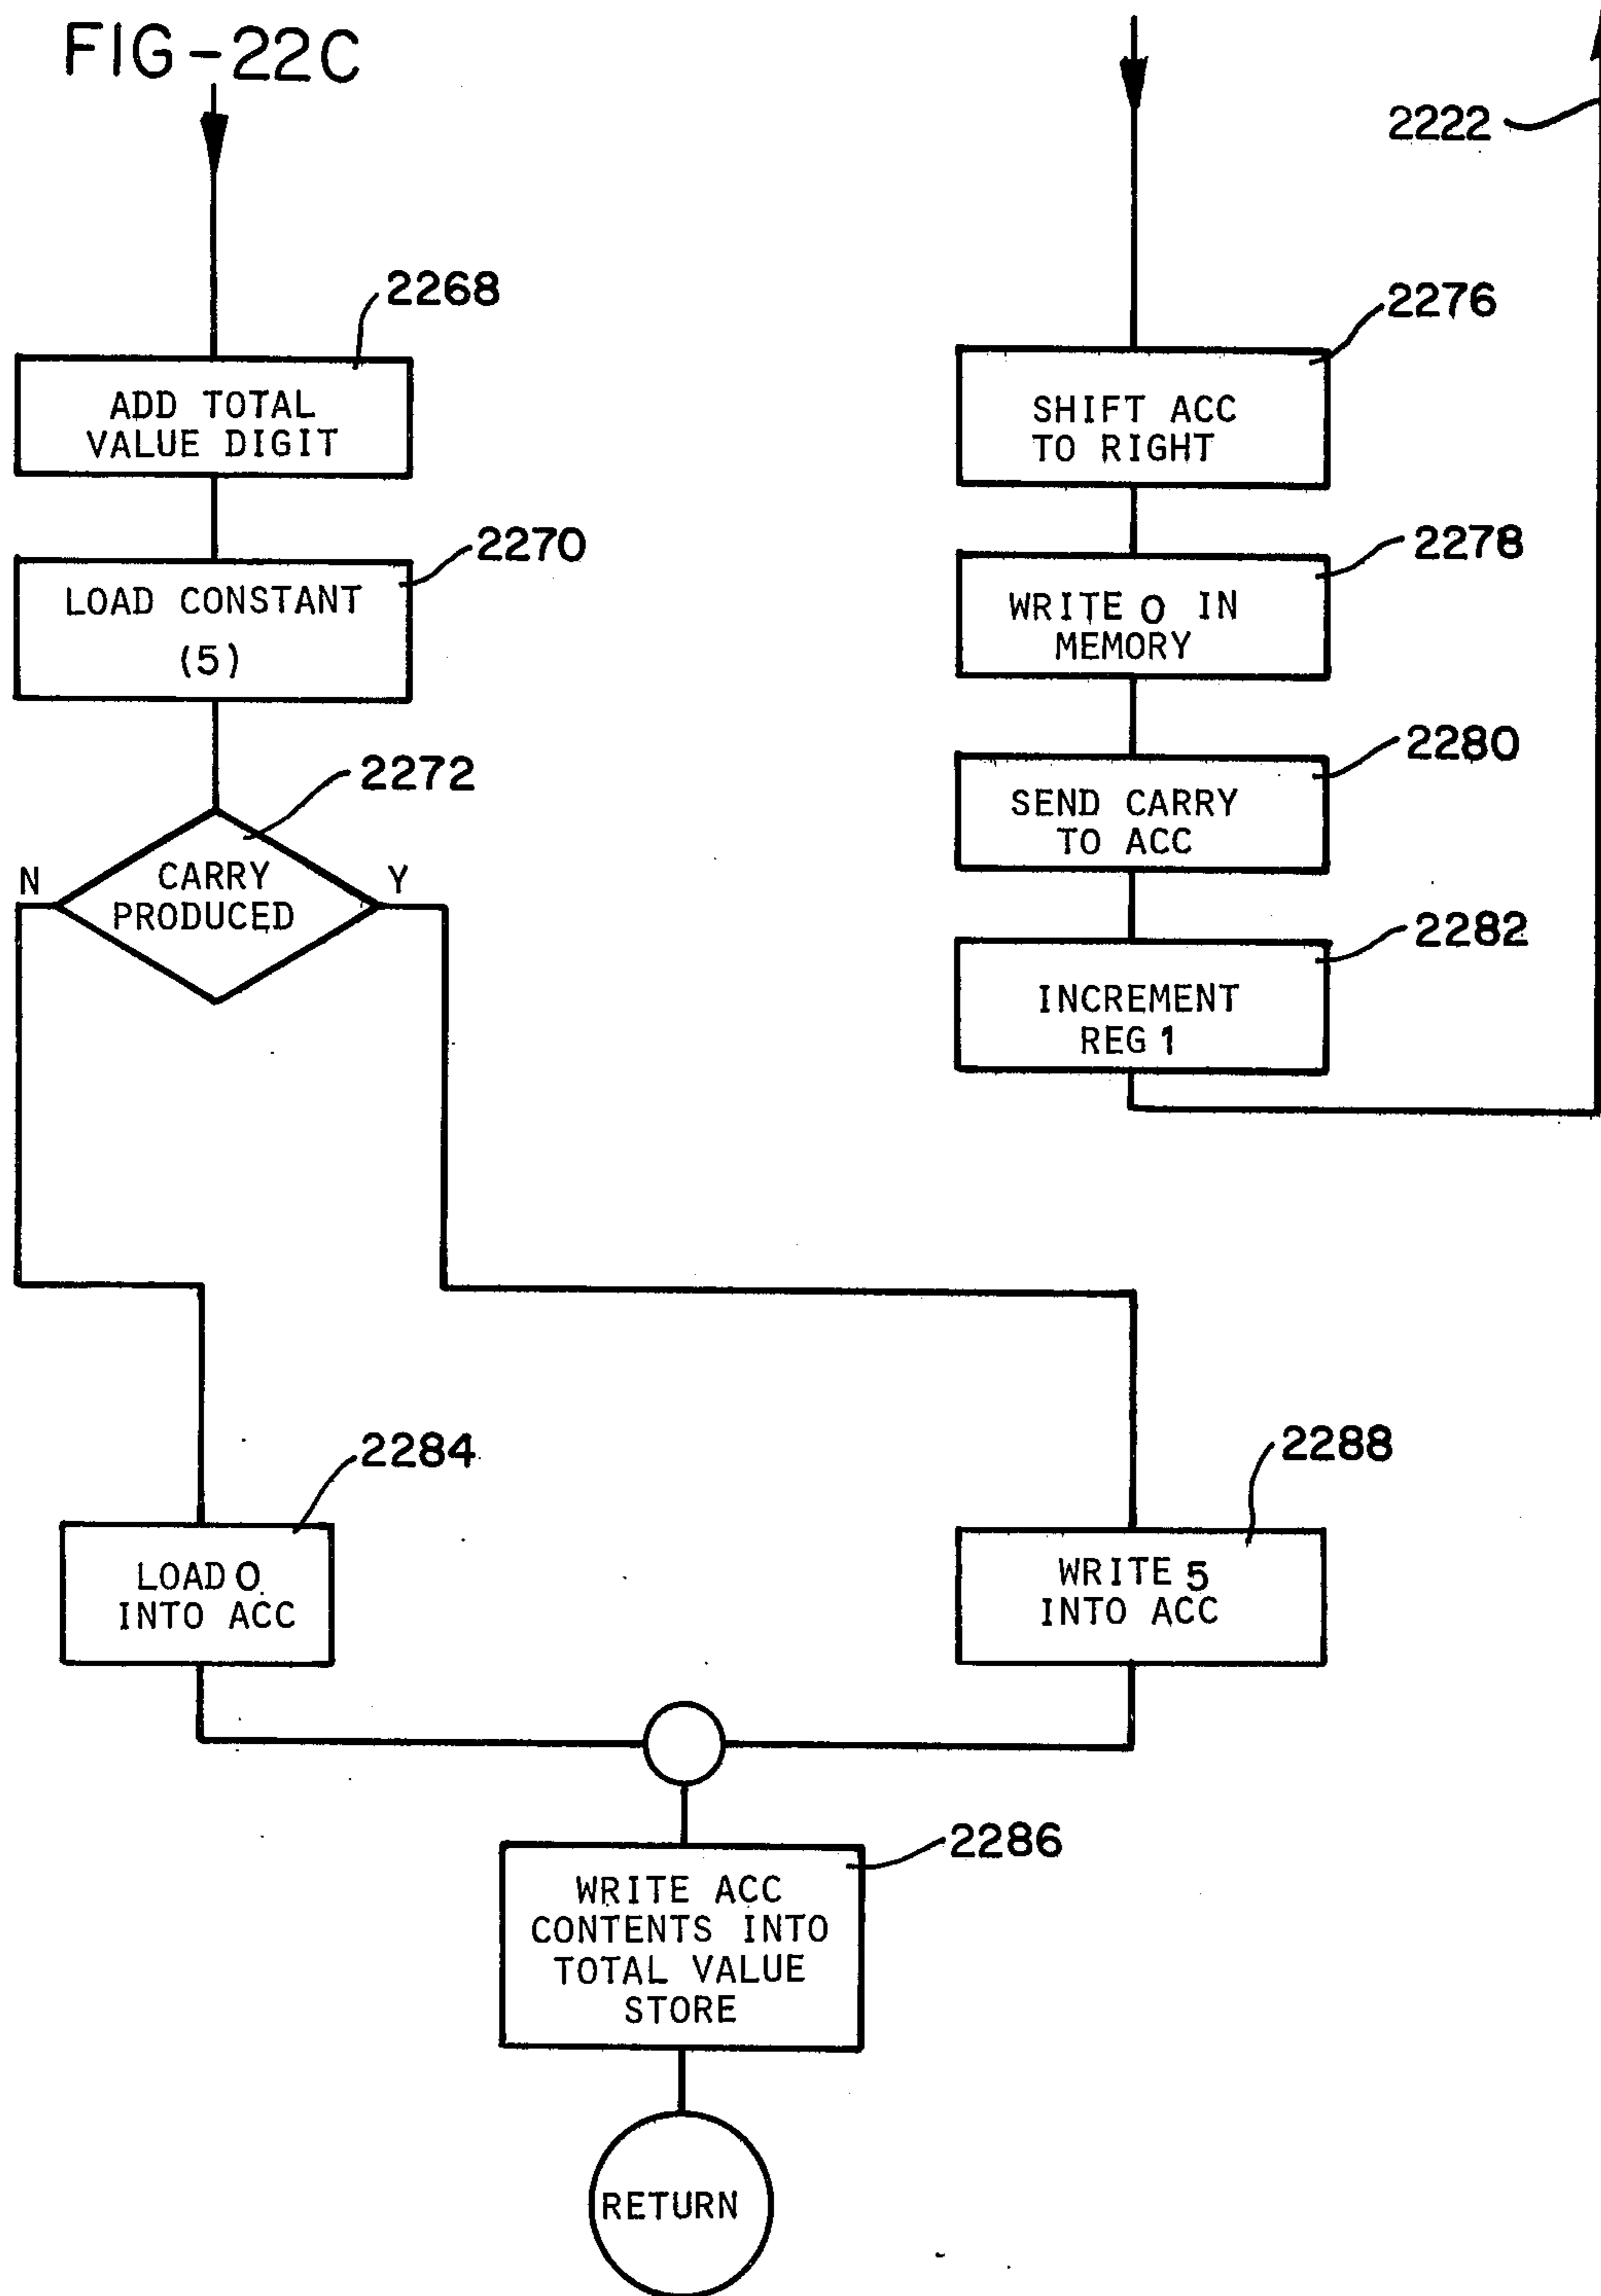 FIG-22C
2222
2268
ADD TOTAL
VALUE DIGIT
2270
LOAD CONSTANT
(5)
2272
N
CARRY
PRODUCED
Y
2276
SHIFT ACC
TO RIGHT
2278
WRITE 0 IN
MEMORY
2280
SEND CARRY
TO ACC
2282
INCREMENT
REG 1
2284
LOAD 0
INTO ACC
2288
WRITE 5
INTO ACC
2286
WRITE ACC
CONTENTS INTO
TOTAL VALUE
STORE
RETURN